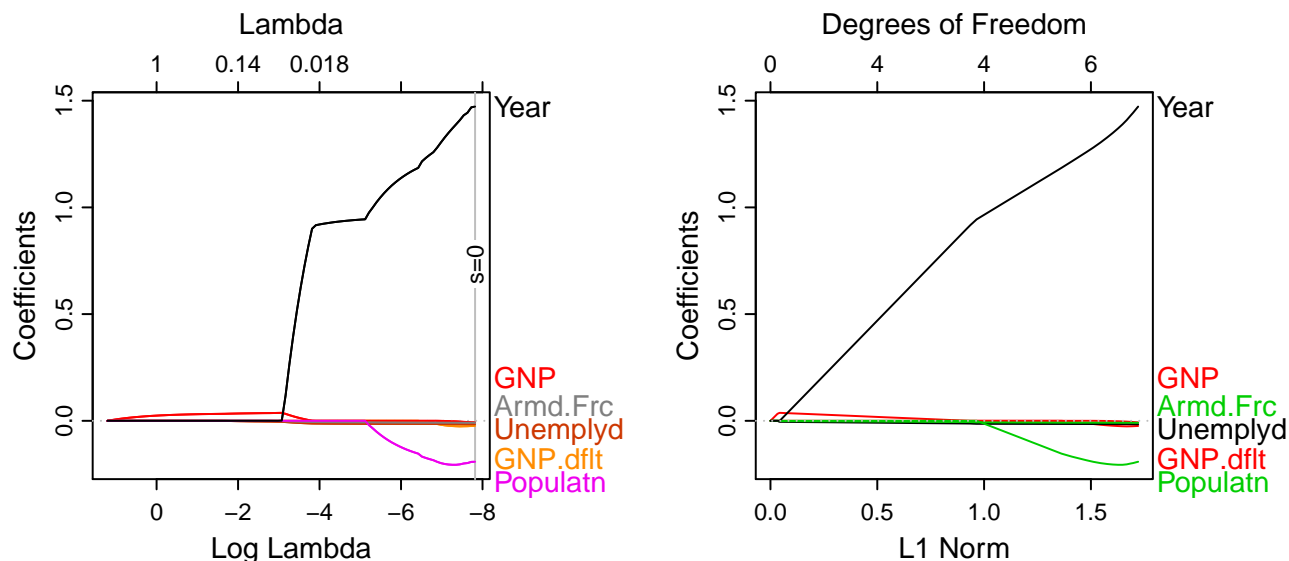 Lambda
1 0.14 0.018
Coefficients
0.0 0.5 1.0 1.5
Year
s=0
GNP
Armd.Frc
Unemplyd
GNP.dflt
Populatn
0 −2 −4 −6 −8
Log Lambda
Degrees of Freedom
0 4 4 6
Coefficients
0.0 0.5 1.0 1.5
Year
GNP
Armd.Frc
Unemplyd
GNP.dflt
Populatn
0.0 0.5 1.0 1.5
L1 Norm